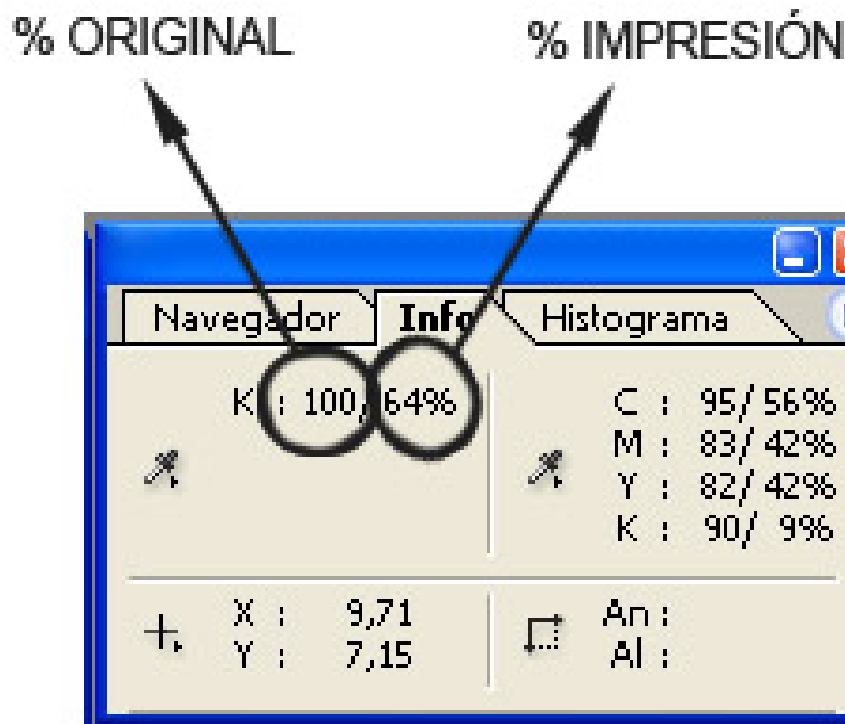 % ORIGINAL % IMPRESIÓN
Navegador Info Histograma
K : 100/ 64%
C : 95/ 56%
M : 83/ 42%
Y : 82/ 42%
K : 90/ 9%
X : 9,71
Y : 7,15
An :
Al :